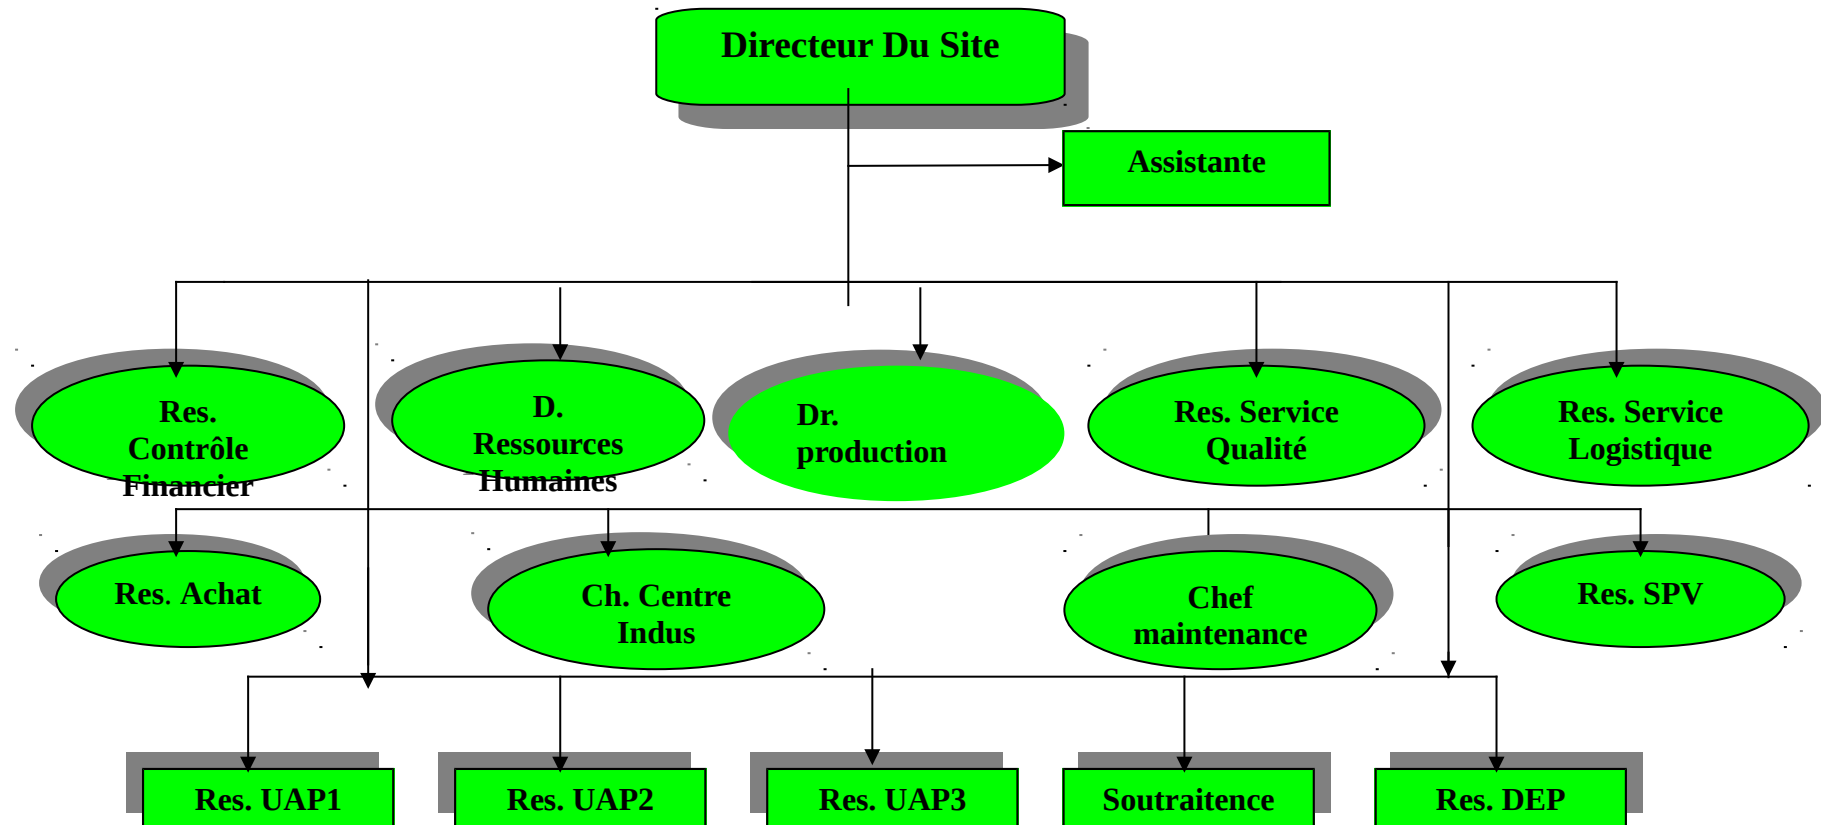 Directeur Du Site
Assistante
Res.
Contrôle
Financier
D.
Ressources
Humaines
Dr.
production
Res. Service
Qualité
Res. Service
Logistique
Res. Achat
Ch. Centre
Indus
Chef
maintenance
Res. SPV
Res. UAP1
Res. UAP2
Res. UAP3
Soutraitence
Res. DEP